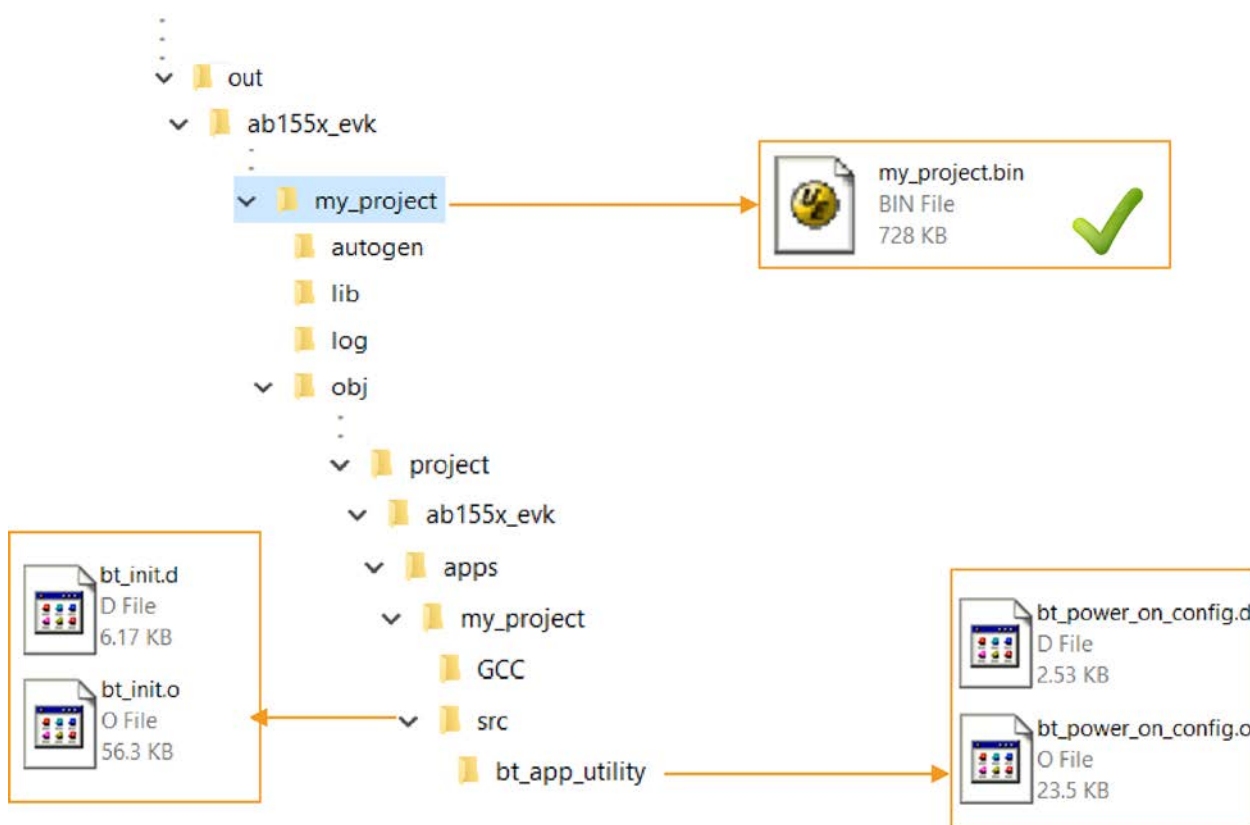 out
ab155x_evk
my_project
my_project.bin
BIN File
728 KB
autogen
lib
log
obj
project
ab155x_evk
apps
my_project
GCC
src
bt_app_utility
bt_init.d
D File
6.17 KB
bt_init.o
O File
56.3 KB
bt_power_on_config.d
D File
2.53 KB
bt_power_on_config.o
O File
23.5 KB